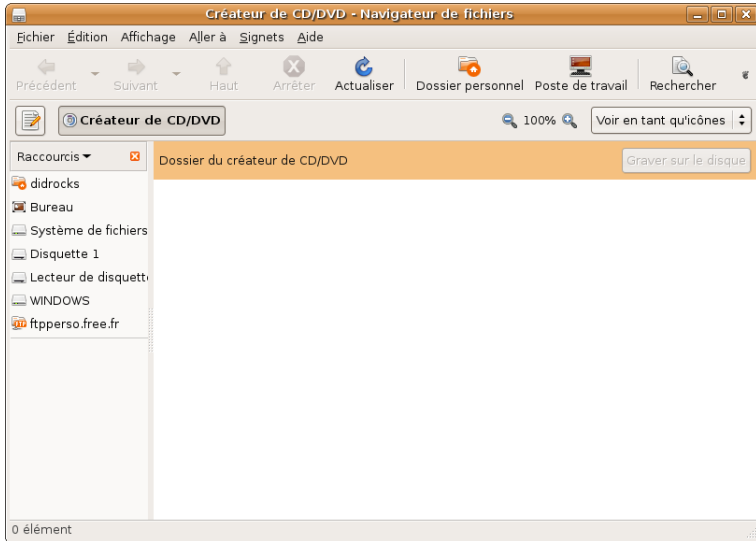 Créateur de CD/DVD - Navigateur de fichiers
Fichier Édition Affichage Aller à Signets Aide
Précédent Suivant Haut Arrêter Actualiser Dossier personnel Poste de travail Rechercher
Créateur de CD/DVD 100% Voir en tant qu'icônes
Raccourcis
Dossier du créateur de CD/DVD Graver sur le disque
didrocks
Bureau
Système de fichiers
Disquette 1
Lecteur de disquett
WINDOWS
ftpperso.free.fr
0 élément